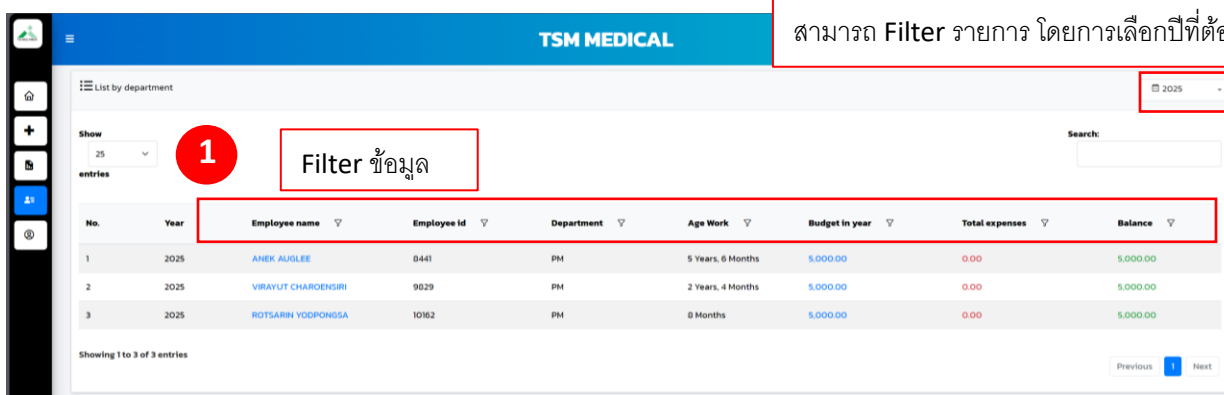 TSM MEDICAL
สามารถ Filter รายการ โดยการเลือกปีที่ต้อ
List by department
2025
Show
25
entries
1
Filter ข้อมูล
Search:
No. Year Employee name Employee id Department Age Work Budget in year Total expenses Balance
1 2025 ANEK AUGLEE 8441 PM 5 Years, 6 Months 5,000.00 0.00 5,000.00
2 2025 VIRAYUT CHAROENSIRI 9829 PM 2 Years, 4 Months 5,000.00 0.00 5,000.00
3 2025 ROTSARIN YODPONGSA 10162 PM 8 Months 5,000.00 0.00 5,000.00
Showing 1 to 3 of 3 entries
Previous 1 Next